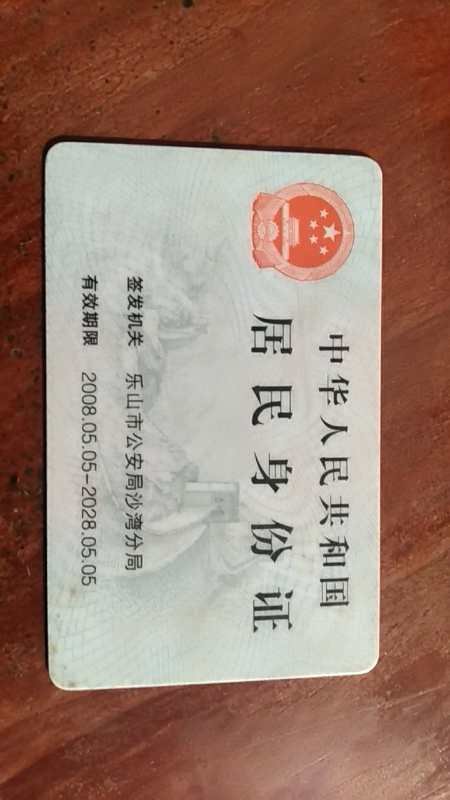 中华人民共和国
居民身份证
签发机关 乐山市公安局沙湾分局
有效期限 2008.05.05-2028.05.05